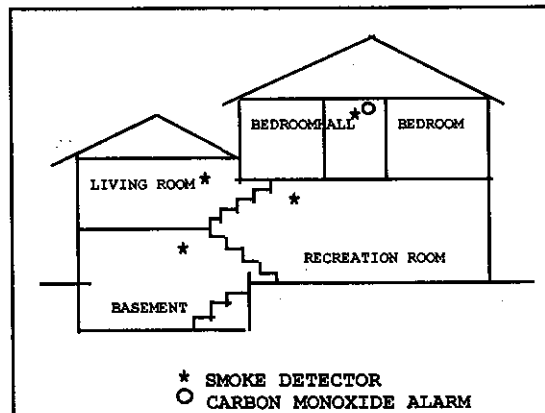 BEDROOM HALL BEDROOM
LIVING ROOM *
RECREATION ROOM
BASEMENT
* SMOKE DETECTOR
O CARBON MONOXIDE ALARM